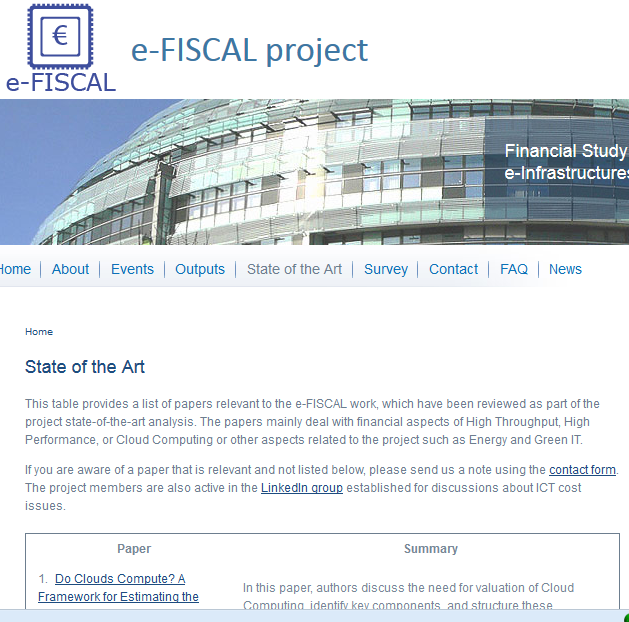 €
e-FISCAL
e-FISCAL project
Financial Study
e-Infrastructures
Home | About | Events | Outputs | State of the Art | Survey | Contact | FAQ | News
Home
State of the Art
This table provides a list of papers relevant to the e-FISCAL work, which have been reviewed as part of the
project state-of-the-art analysis. The papers mainly deal with financial aspects of High Throughput, High
Performance, or Cloud Computing or other aspects related to the project such as Energy and Green IT.
If you are aware of a paper that is relevant and not listed below, please send us a note using the contact form.
The project members are also active in the LinkedIn group established for discussions about ICT cost
issues.
Paper
Summary
1. Do Clouds Compute? A
Framework for Estimating the
In this paper, authors discuss the need for valuation of Cloud
Computing, identify key components, and structure these